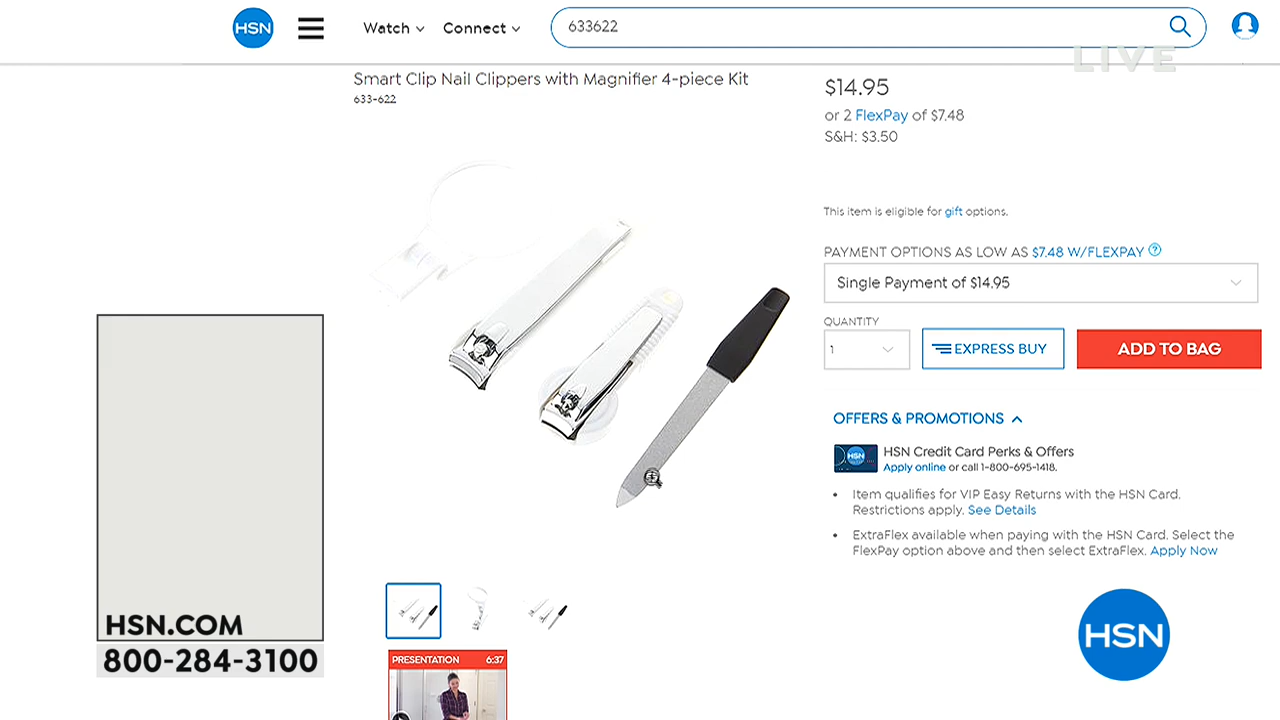 HSN
Watch
Connect
633622
LIVE
Smart Clip Nail Clippers with Magnifier 4-piece Kit
633-622
$14.95
or 2 FlexPay of $7.48
S&H: $3.50
This item is eligible for gift options.
PAYMENT OPTIONS AS LOW AS $7.48 W/FLEXPAY ?
Single Payment of $14.95
QUANTITY
1
EXPRESS BUY
ADD TO BAG
OFFERS & PROMOTIONS
HSN
HSN Credit Card Perks & Offers
Apply online or call 1-800-695-1418.
• Item qualifies for VIP Easy Returns with the HSN Card.
Restrictions apply. See Details
• ExtraFlex available when paying with the HSN Card. Select the
FlexPay option above and then select ExtraFlex. Apply Now
HSN.COM
800-284-3100
PRESENTATION 6:37
HSN